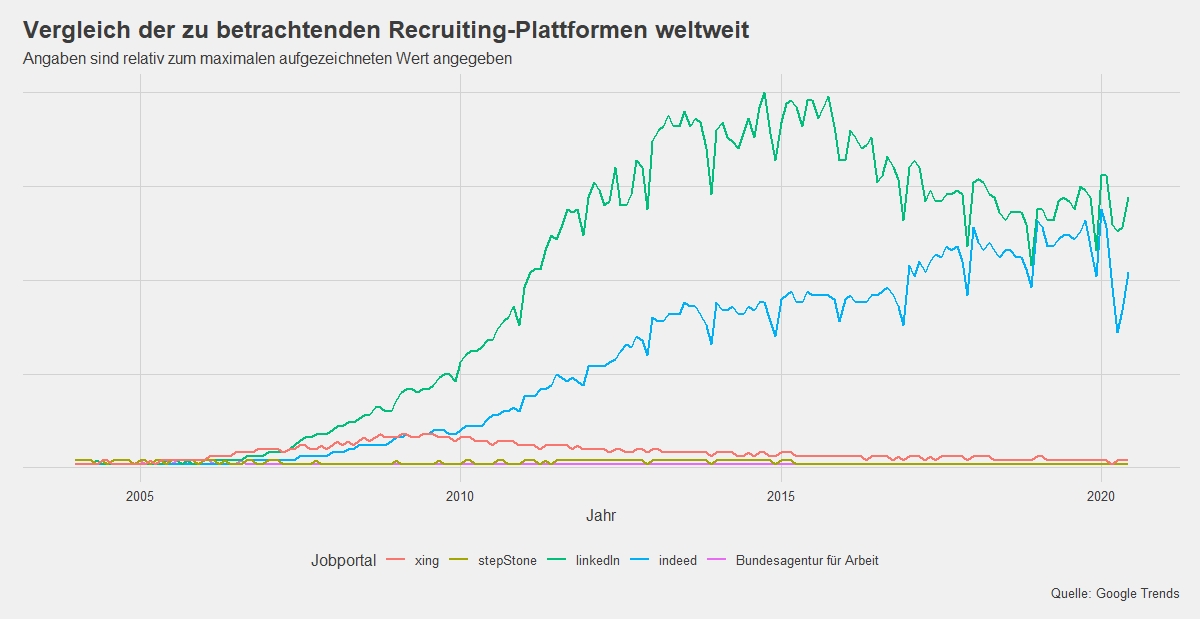 Vergleich der zu betrachtenden Recruiting-Plattformen weltweit
Angaben sind relativ zum maximalen aufgezeichneten Wert angegeben
2005 2010 2015 2020
Jahr
Jobportal xing stepStone linkedIn indeed Bundesagentur für Arbeit
Quelle: Google Trends